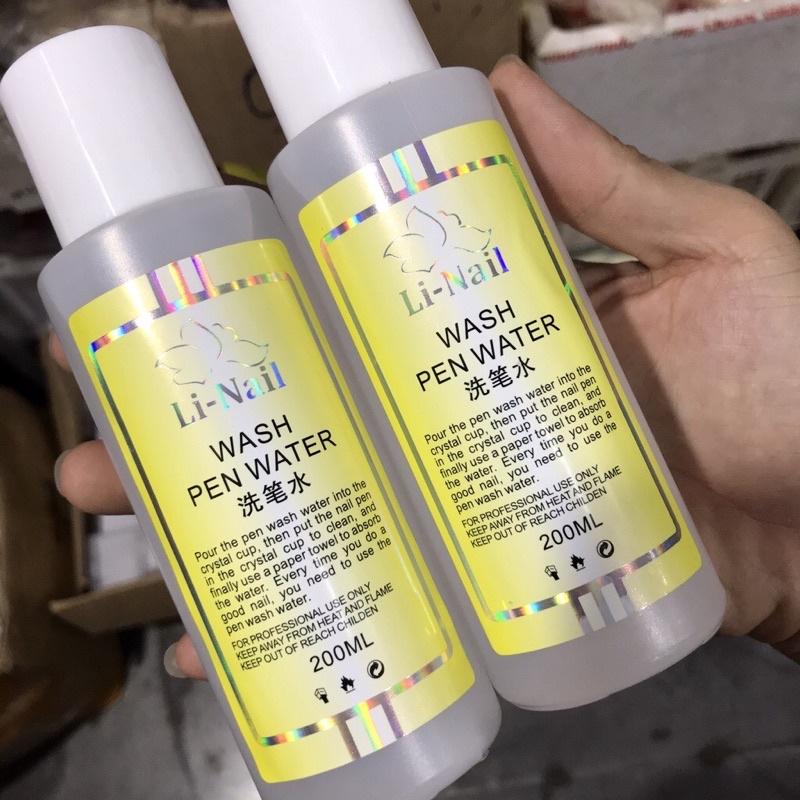 Li-Nail
WASH
PEN WATER
洗笔水
Pour the pen wash water into the
crystal cup, then put the nail pen
in the crystal cup to clean, and
finally use a paper towel to absorb
the water. Every time you do a
good nail, you need to use the
pen wash water.
FOR PROFESSIONAL USE ONLY
KEEP AWAY FROM HEAT AND FLAME
KEEP OUT OF REACH CHILDEN
200ML
Li-Nail
WASH
PEN WATER
洗笔水
Pour the pen wash water into the
crystal cup, then put the nail pen
in the crystal cup to clean, and
finally use a paper towel to absorb
the water. Every time you do a
good nail, you need to use the
pen wash water.
FOR PROFESSIONAL USE ONLY
KEEP AWAY FROM HEAT AND FLAME
KEEP OUT OF REACH CHILDEN
200ML